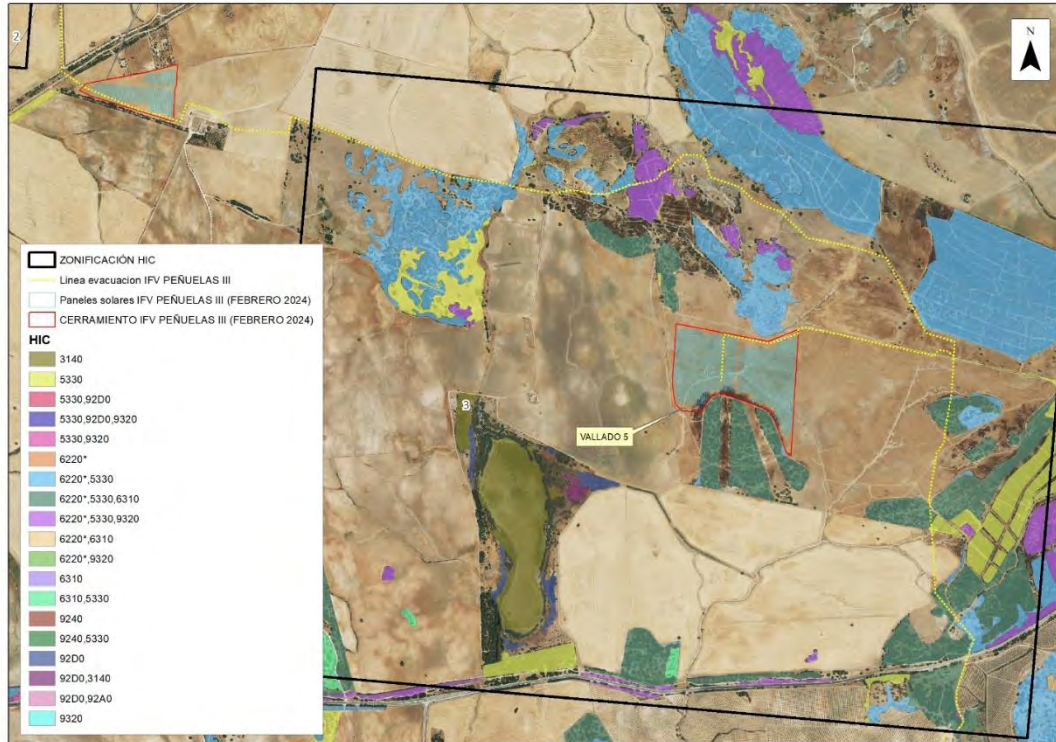 2
N
ZONIFICACIÓN HIC
Linea evacuacion IFV PEÑUELAS III
Paneles solares IFV PEÑUELAS III (FEBRERO 2024)
CERRAMIENTO IFV PEÑUELAS III (FEBRERO 2024)
HIC
3140
5330
5330,92D0
5330,92D0,9320
5330,9320
6220*
6220*,5330
6220*,5330,6310
6220*,5330,9320
6220*,6310
6220*,9320
6310
6310,5330
9240
9240,5330
92D0
92D0,3140
92D0,92A0
9320
3
VALLADO 5